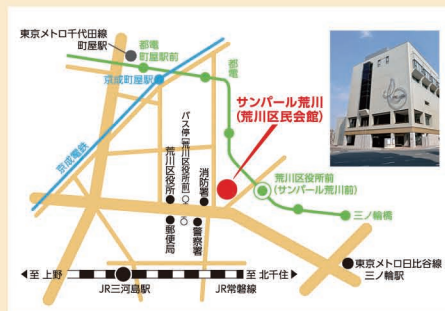 東京メトロ千代田線
町屋駅
都電
町屋駅前
京成町屋駅
都電
京成電鉄
バス停[荒川区役所前]
荒川区役所
消防署
サンパール荒川
(荒川区民会館)
荒川区役所前
(サンパール荒川前)
三ノ輪橋
郵便局
警察署
東京メトロ日比谷線
三ノ輪駅
至 上野
至 北千住
JR三河島駅
JR常磐線